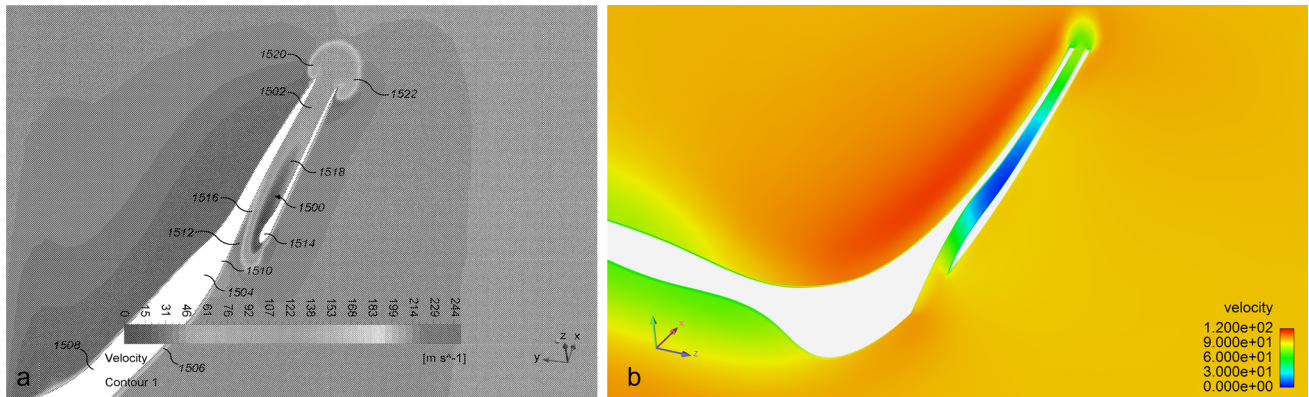 1520
1502
1522
1518
1516
1500
1512
1514
1510
1504
0 15 31 46 61 76 92 107 122 138 153 168 183 199 214 229 244
[m s^-1]
z x
y
1508
Velocity
1506
a
Contour 1
x
z
velocity
1.200e+02
9.000e+01
6.000e+01
3.000e+01
0.000e+00
b